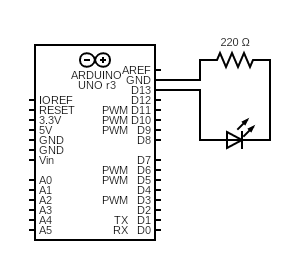 220 Ω
ARDUINO
UNO r3
AREF
GND
D13
IOREF D12
RESET PWM D11
3.3V PWM D10
5V PWM D9
GND D8
GND
Vin D7
PWM D6
A0 PWM D5
A1 D4
A2 PWM D3
A3 D2
A4 TX D1
A5 RX D0